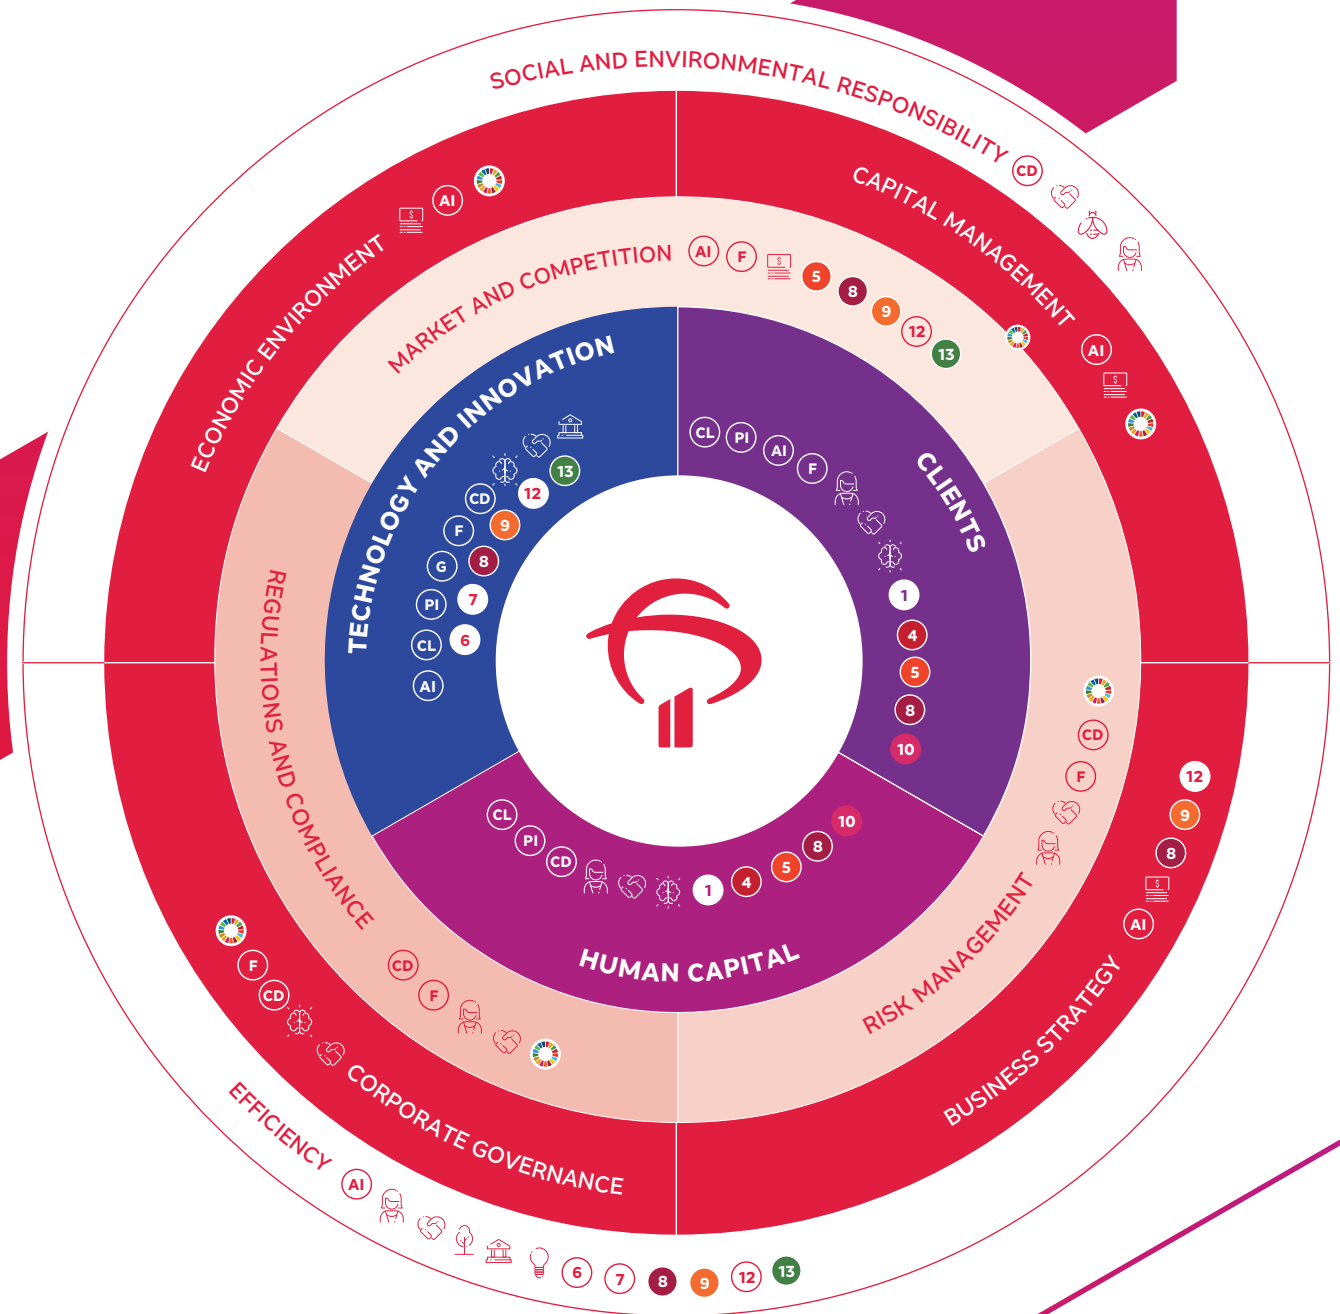 SOCIAL AND ENVIRONMENTAL RESPONSIBILITY CD
ECONOMIC ENVIRONMENT AI
CAPITAL MANAGEMENT AI
MARKET AND COMPETITION AI F 5 8 9 12 13
TECHNOLOGY AND INNOVATION
CD F G PI CL AI
13 12 9 8 7 6
CLIENTS
CL PI AI F 1 4 5 8 10
REGULATIONS AND COMPLIANCE CD F
RISK MANAGEMENT F CD
HUMAN CAPITAL
CL PI CD 1 4 5 8 10
BUSINESS STRATEGY AI 8 9 12
F CD CORPORATE GOVERNANCE
EFFICIENCY AI 6 7 8 9 12 13